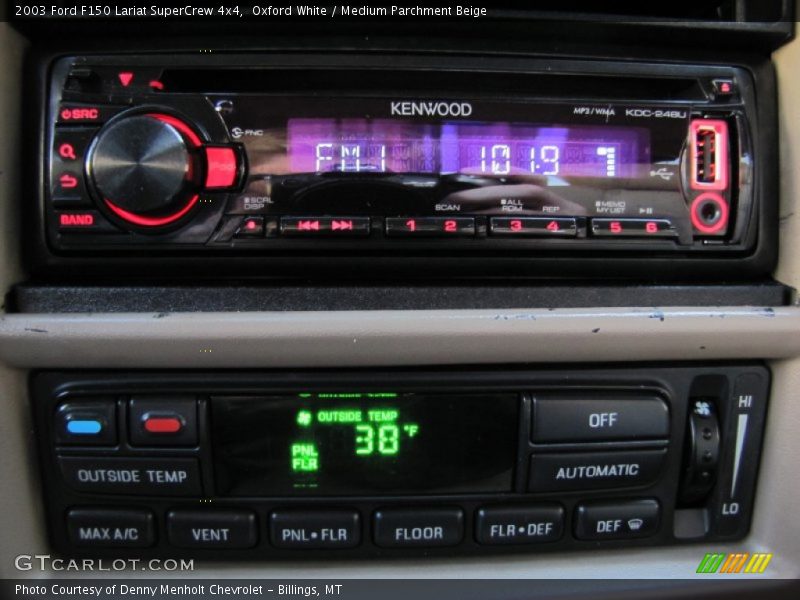 2003 Ford F150 Lariat SuperCrew 4x4,  Oxford White / Medium Parchment Beige
KENWOOD
MP3/WMA KDC-248U
SRC
PNC
FM1 101.9
BAND
SCRL
DISP
SCAN
ALL
RDM
REP
MEMO
MY LIST
1 2 3 4 5 6
OUTSIDE TEMP
38°F
PNL
FLR
OFF
HI
OUTSIDE TEMP
AUTOMATIC
LO
MAX A/C
VENT
PNL•FLR
FLOOR
FLR•DEF
DEF
GTCARLOT.COM
Photo Courtesy of Denny Menholt Chevrolet - Billings, MT